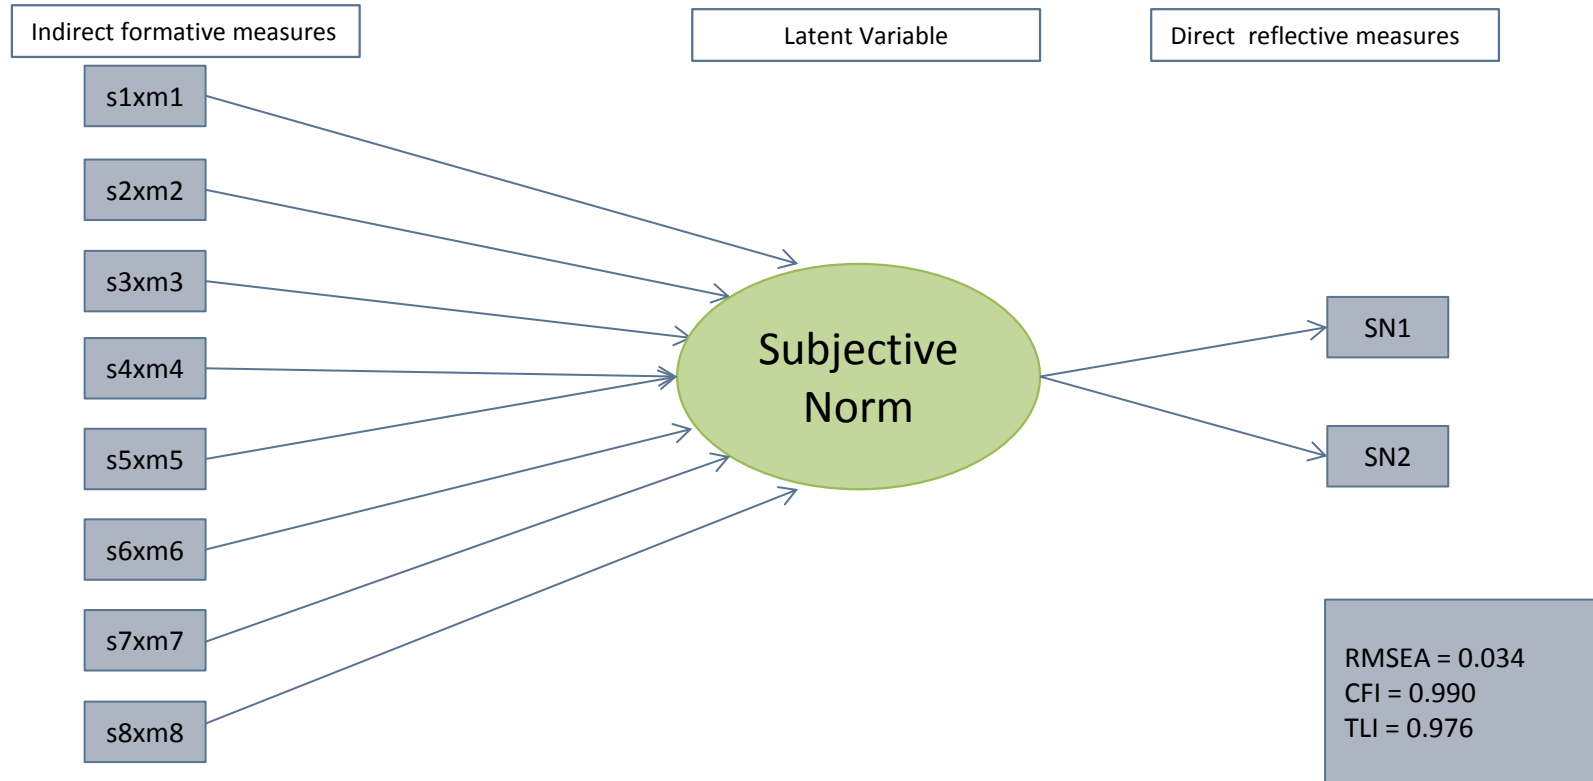 Indirect formative measures
Latent Variable
Direct reflective measures
s1xm1
s2xm2
s3xm3
s4xm4
s5xm5
s6xm6
s7xm7
s8xm8
Subjective
Norm
SN1
SN2
RMSEA = 0.034
CFI = 0.990
TLI = 0.976